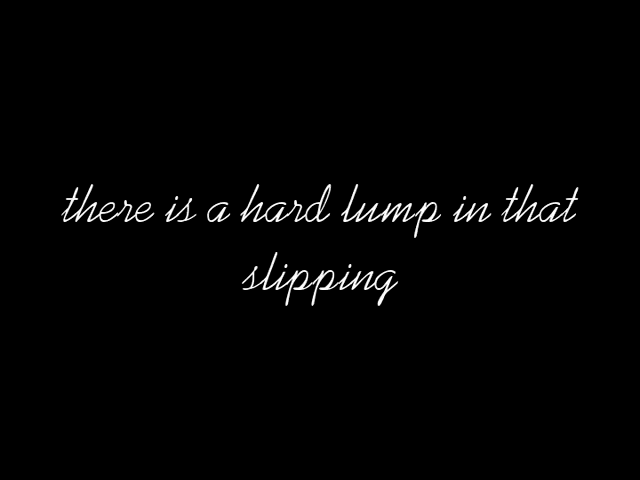 there is a hard lump in that
slipping